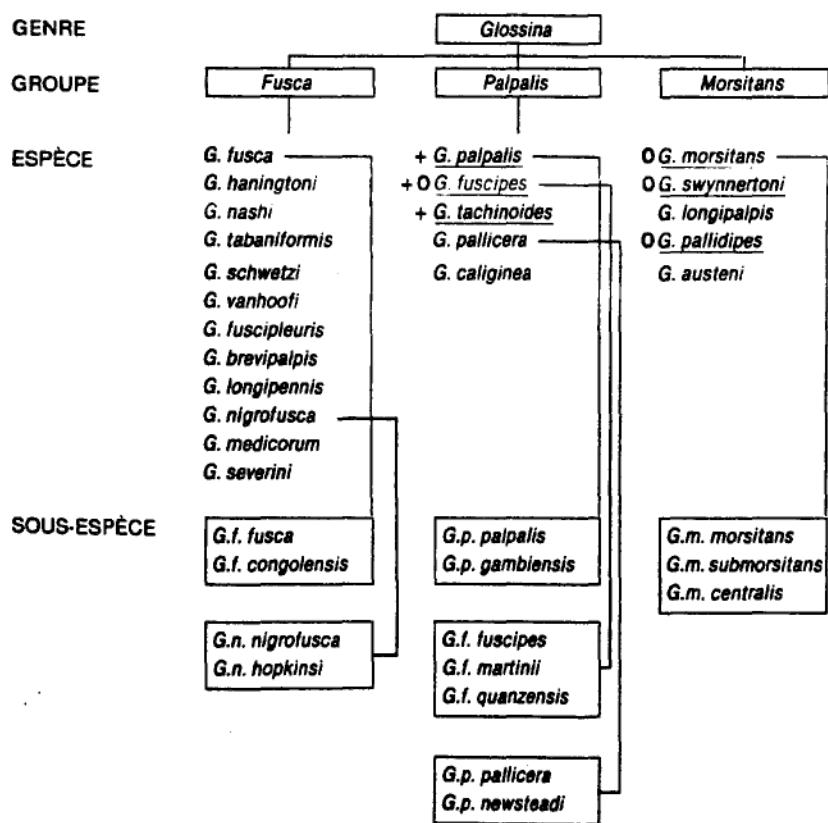 GENRE
Glossina
GROUPE
Fusca
Palpalis
Morsitans
ESPÈCE
G. fusca
G. haningtoni
G. nashi
G. tabaniformis
G. schwetzi
G. vanhoofi
G. fuscipleuris
G. brevipalpis
G. longipennis
G. nigrofusca
G. medicorum
G. severini
+ G. palpalis
+ O G. fuscipes
+ G. tachinoides
G. pallicera
G. caliginea
O G. morsitans
O G. swynnertoni
G. longipalpis
O G. pallidipes
G. austeni
SOUS-ESPÈCE
G.f. fusca
G.f. congolensis
G.n. nigrofusca
G.n. hopkinsi
G.p. palpalis
G.p. gambiensis
G.f. fuscipes
G.f. martinii
G.f. quanzensis
G.p. pallicera
G.p. newsteadi
G.m. morsitans
G.m. submorsitans
G.m. centralis